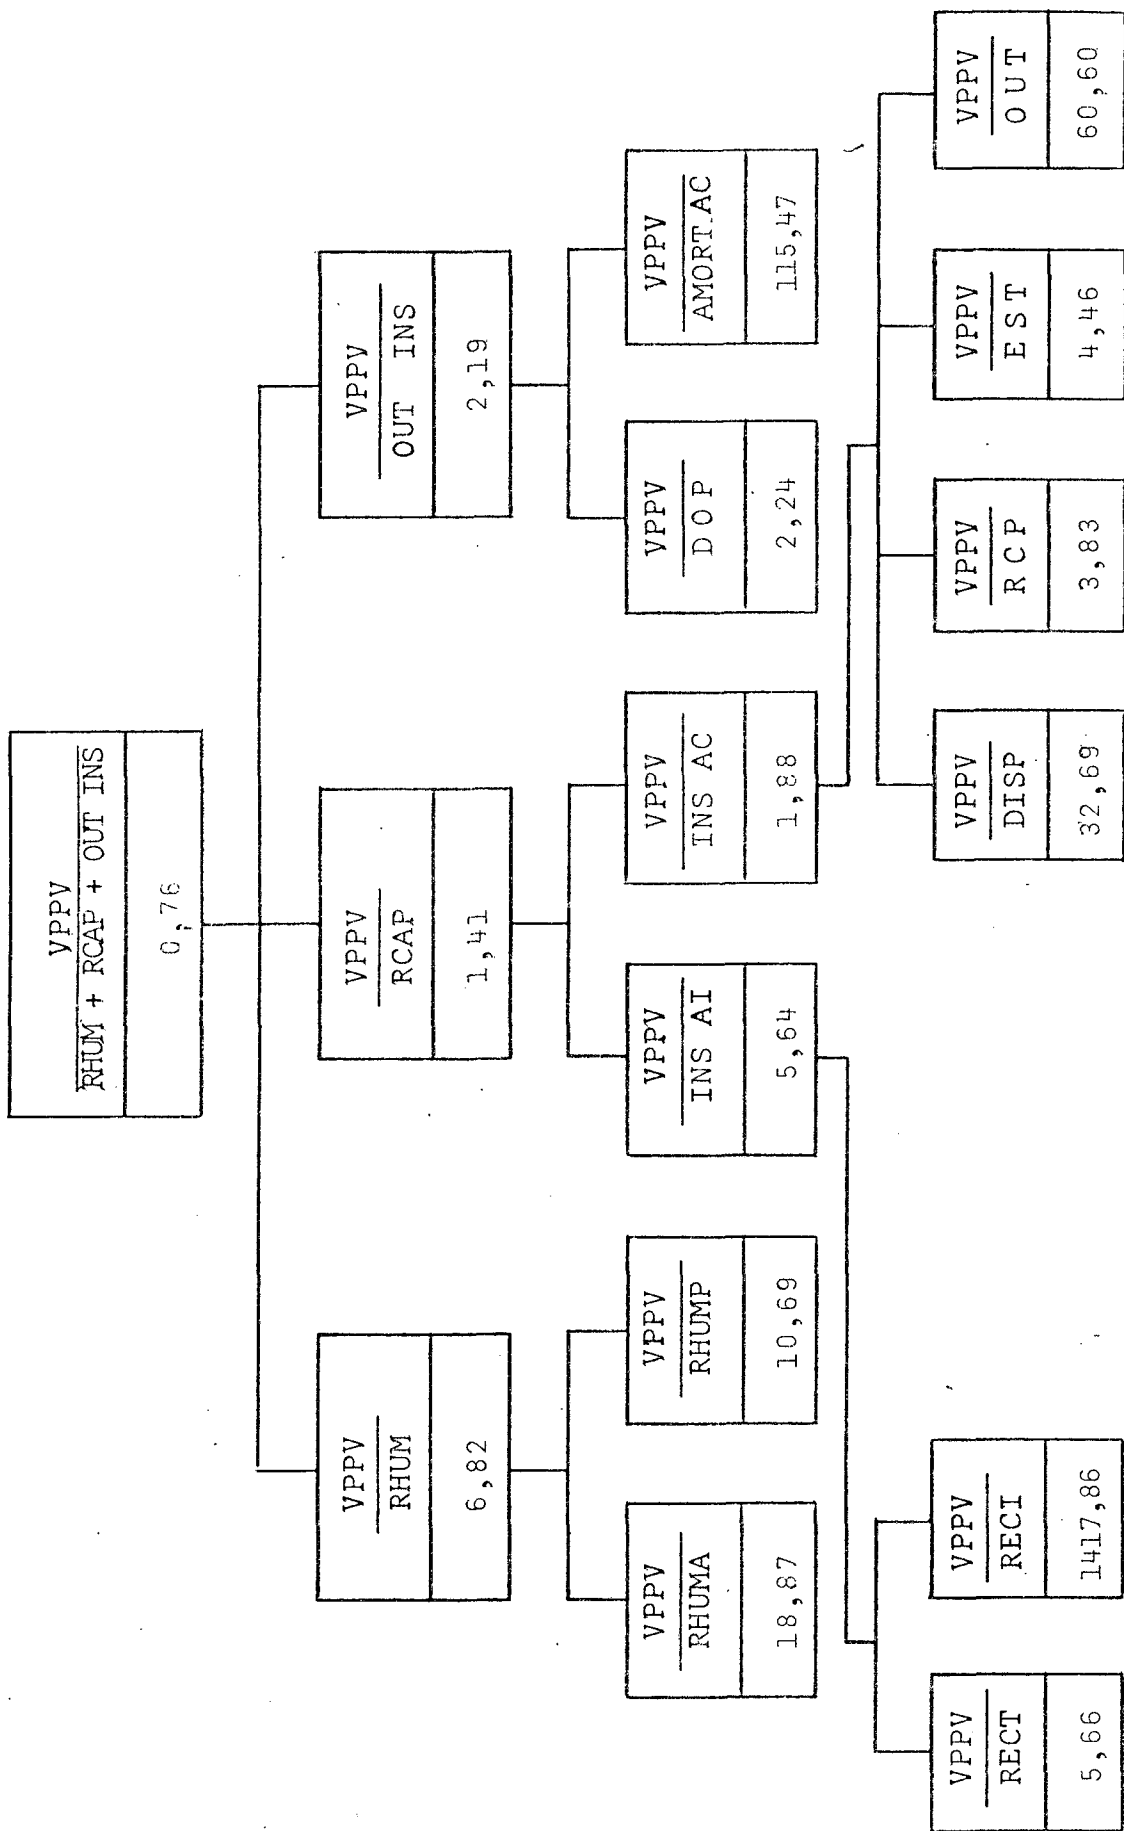 VPPV
RHUM + RCAP + OUT INS
0,76
VPPV
RHUM
6,82
VPPV
RCAP
1,41
VPPV
OUT INS
2,19
VPPV
RHUMA
18,87
VPPV
RHUMP
10,69
VPPV
INS AI
5,64
VPPV
INS AC
1,88
VPPV
DOP
2,24
VPPV
AMORT.AC
115,47
VPPV
RECT
5,66
VPPV
RECI
1417,86
VPPV
DISP
32,69
VPPV
RCP
3,83
VPPV
EST
4,46
VPPV
OUT
60,60